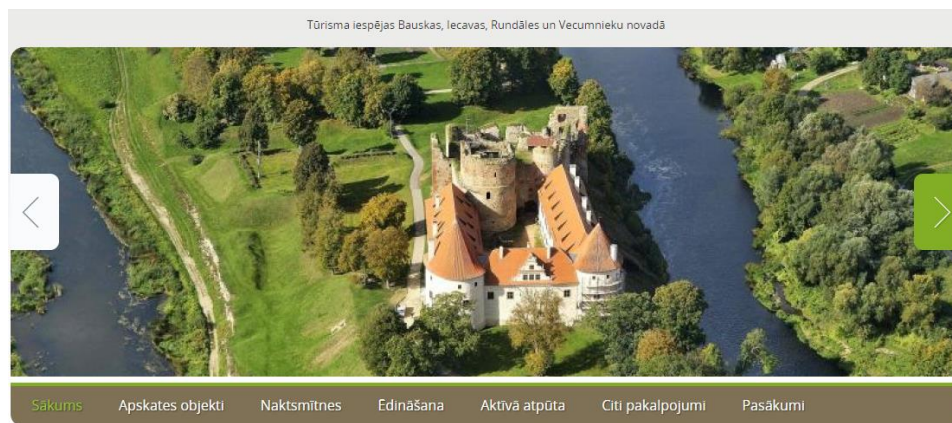 Tūrisma iespējas Bauskas, Iecavas, Rundāles un Vecumnieku novadā
Sākums Apskates objekti Naktsmītnes Ēdināšana Aktīvā atpūta Citi pakalpojumi Pasākumi